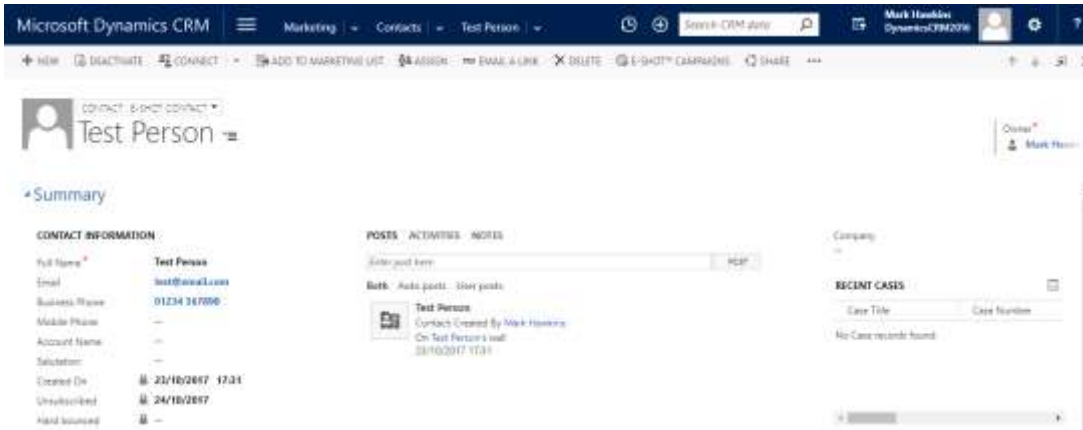 Microsoft Dynamics CRM Marketing Contacts Test Person Search CRM data Mark Hawkins
DynamicsCRM2016
NEW DEACTIVATE CONNECT ADD TO MARKETING LIST ASSIGN EMAIL A LINK DELETE E-SHOT™ CAMPAIGNS SHARE
CONTACT: E-SHOT CONTACT
Test Person
Owner*
Mark
Summary
CONTACT INFORMATION
Full Name* Test Person
Email test@email.com
Business Phone 01234 567890
Mobile Phone --
Account Name --
Salutation --
Created On 23/10/2017 17:31
Unsubscribed 24/10/2017
Hard bounced --
POSTS ACTIVITIES NOTES
Enter post here POST
Both Auto posts User posts
Test Person
Contact: Created By Mark Hawkins
On Test Person's wall
23/10/2017 17:31
Company
--
RECENT CASES
Case Title Case Number
No Case records found.